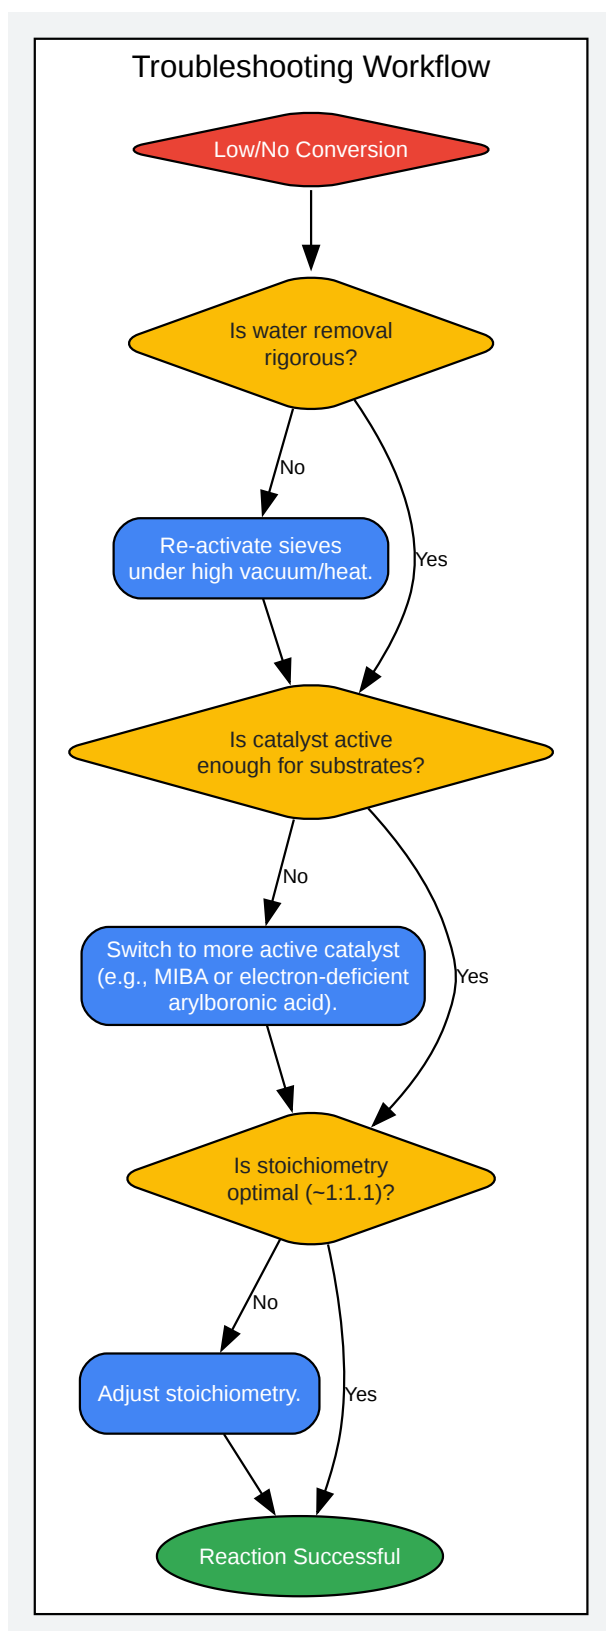 Troubleshooting Workflow
Low/No Conversion
Is water removal
rigorous?
No
Re-activate sieves
under high vacuum/heat.
Yes
Is catalyst active
enough for substrates?
No
Switch to more active catalyst
(e.g., MIBA or electron-deficient
arylboronic acid).
Yes
Is stoichiometry
optimal (~1:1.1)?
No
Adjust stoichiometry.
Yes
Reaction Successful